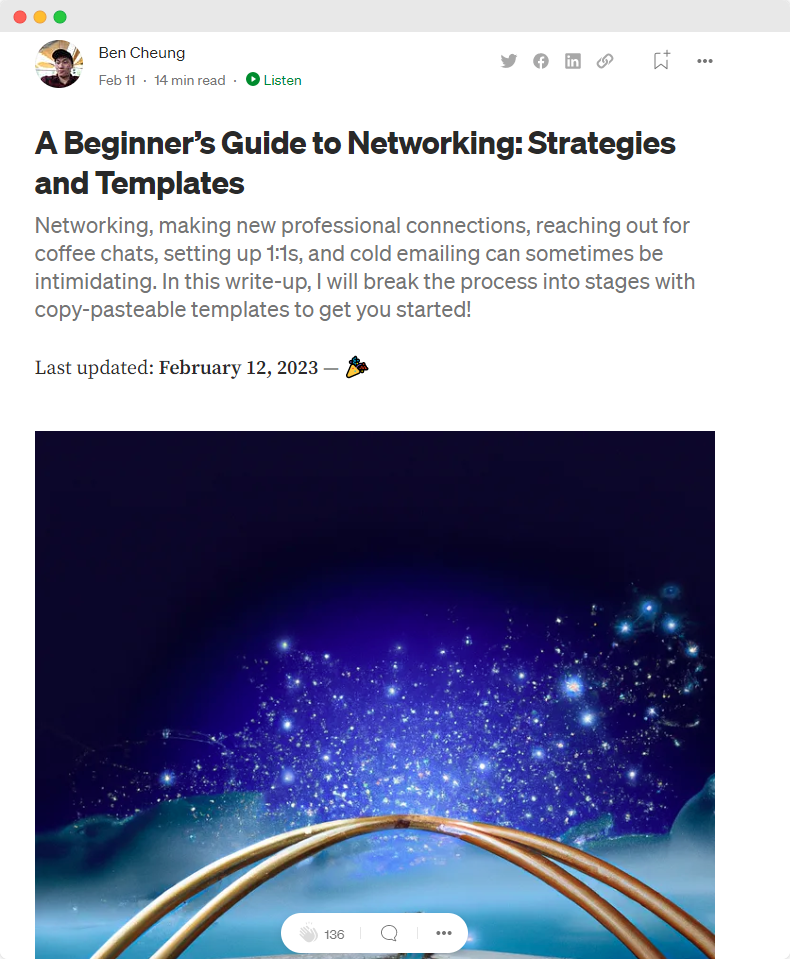 Ben Cheung
Feb 11 · 14 min read · Listen
A Beginner’s Guide to Networking: Strategies
and Templates
Networking, making new professional connections, reaching out for
coffee chats, setting up 1:1s, and cold emailing can sometimes be
intimidating. In this write-up, I will break the process into stages with
copy-pasteable templates to get you started!
Last updated: February 12, 2023 — 🎉
136